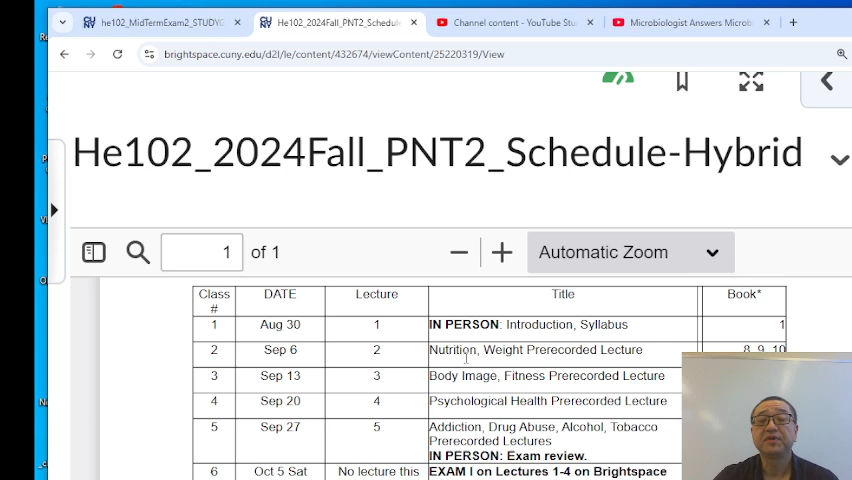 he102_MidTermExam2_STUDYG
He102_2024Fall_PNT2_Schedule
Channel content - YouTube Stu
Microbiologist Answers Microbi
brightspace.cuny.edu/d2l/le/content/432674/viewContent/25220319/View
He102_2024Fall_PNT2_Schedule-Hybrid
1 of 1
Automatic Zoom
Class # DATE Lecture Title Book*
1 Aug 30 1 IN PERSON: Introduction, Syllabus 1
2 Sep 6 2 Nutrition, Weight Prerecorded Lecture 8, 9, 10
3 Sep 13 3 Body Image, Fitness Prerecorded Lecture
4 Sep 20 4 Psychological Health Prerecorded Lecture
5 Sep 27 5 Addiction, Drug Abuse, Alcohol, Tobacco
Prerecorded Lectures
IN PERSON: Exam review.
6 Oct 5 Sat No lecture this EXAM I on Lectures 1-4 on Brightspace